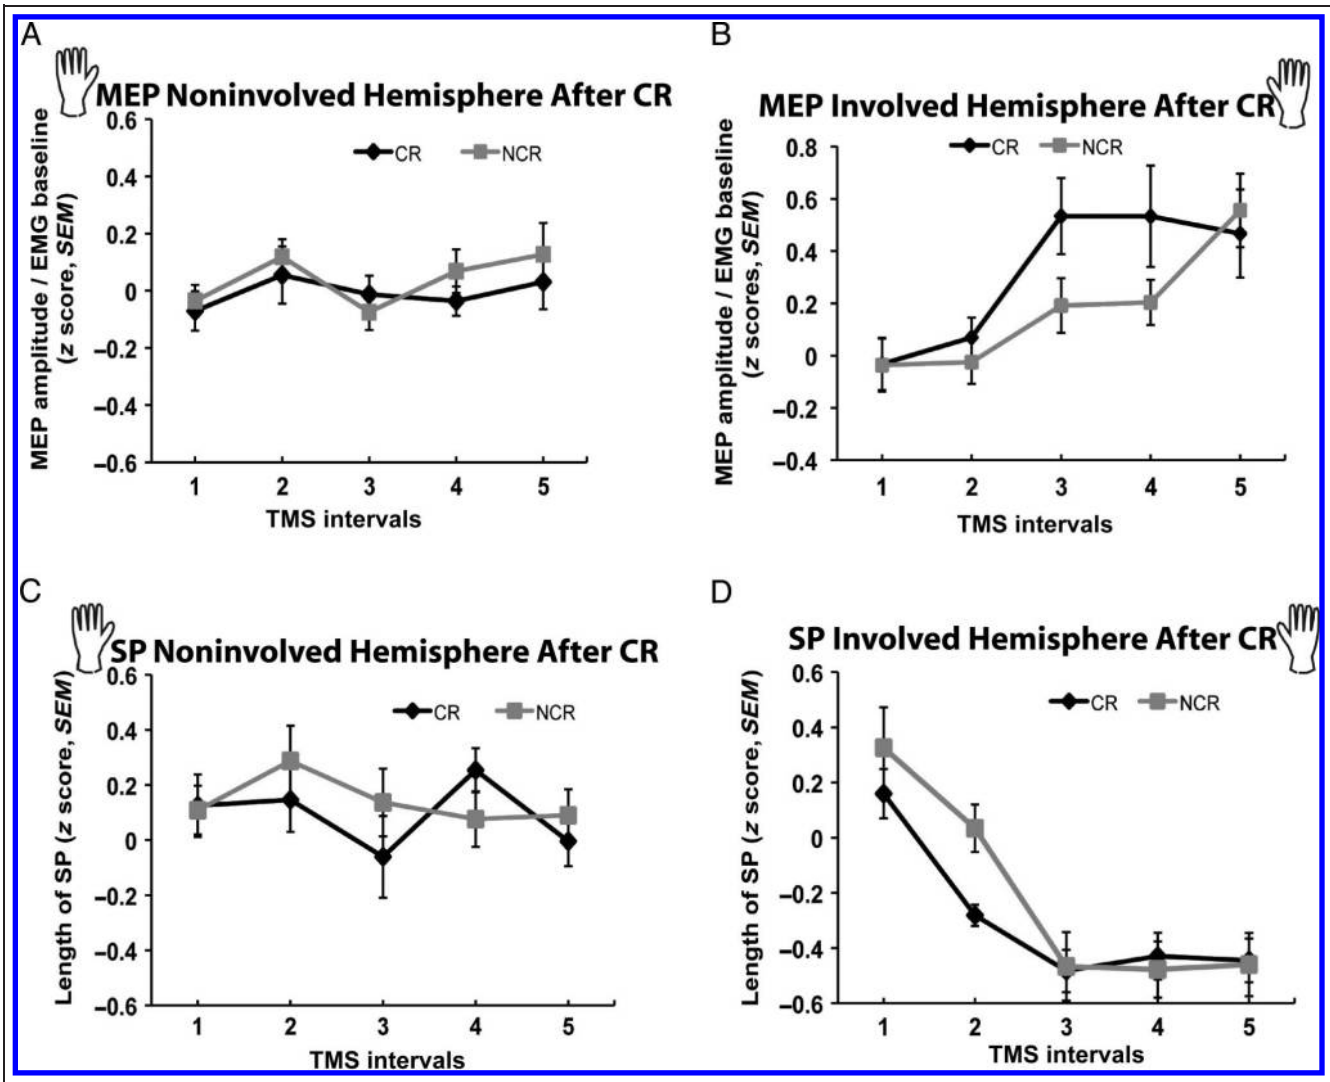 A
MEP Noninvolved Hemisphere After CR
MEP amplitude / EMG baseline
(z score, SEM)
CR
NCR
0.6
0.4
0.2
0
–0.2
–0.4
–0.6
1 2 3 4 5
TMS intervals
B
MEP Involved Hemisphere After CR
MEP amplitude / EMG baseline
(z scores, SEM)
CR
NCR
0.8
0.6
0.4
0.2
0
–0.2
–0.4
1 2 3 4 5
TMS intervals
C
SP Noninvolved Hemisphere After CR
Length of SP (z score, SEM)
CR
NCR
0.6
0.4
0.2
0
–0.2
–0.4
–0.6
1 2 3 4 5
TMS intervals
D
SP Involved Hemisphere After CR
Length of SP (z score, SEM)
CR
NCR
0.6
0.4
0.2
0
–0.2
–0.4
–0.6
1 2 3 4 5
TMS intervals